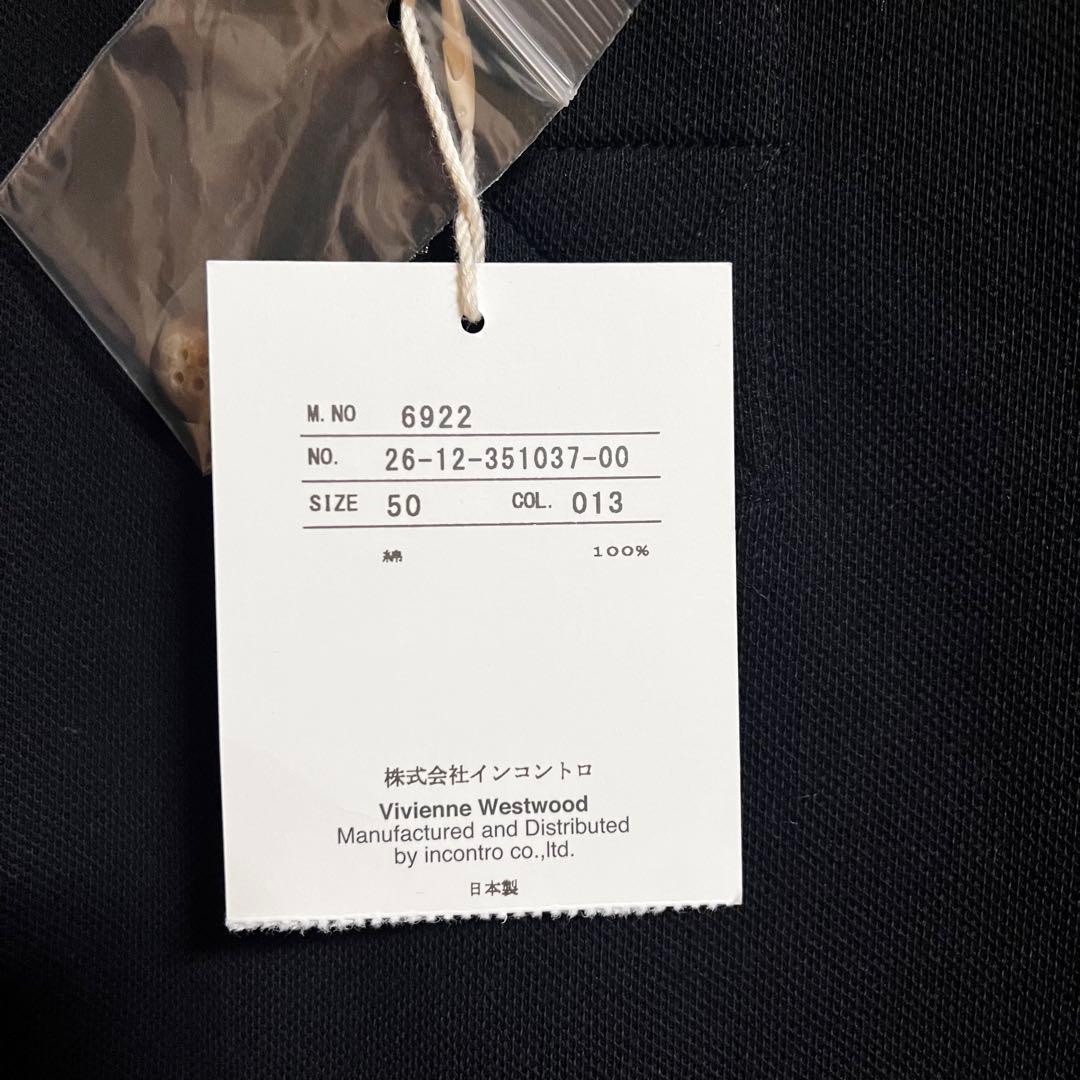 M. NO 6922
NO. 26-12-351037-00
SIZE 50 COL. 013
綿 100%
株式会社インコントロ
Vivienne Westwood
Manufactured and Distributed
by incontro co.,ltd.
日本製